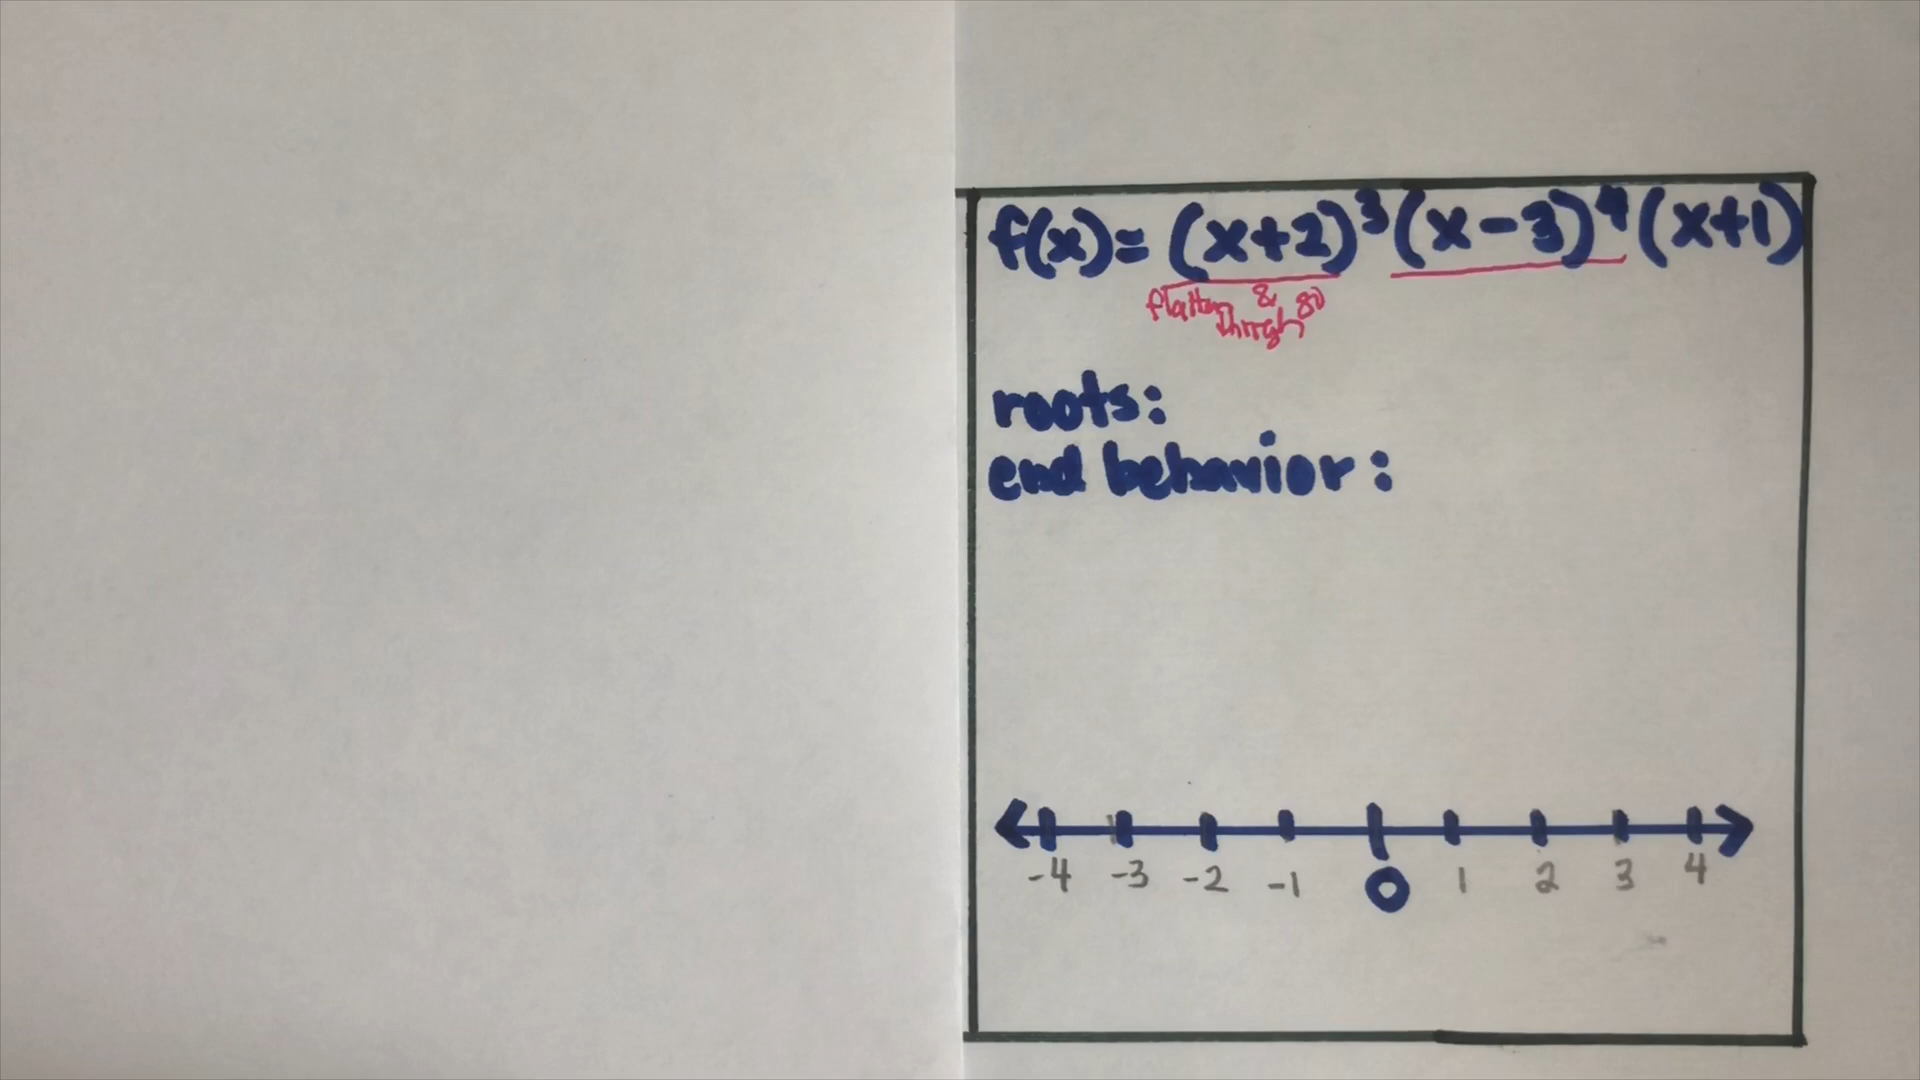 f(x)= (x+2)³(x-3)⁴(x+1)
flatten & go
through
roots:
end behavior:
-4 -3 -2 -1 0 1 2 3 4